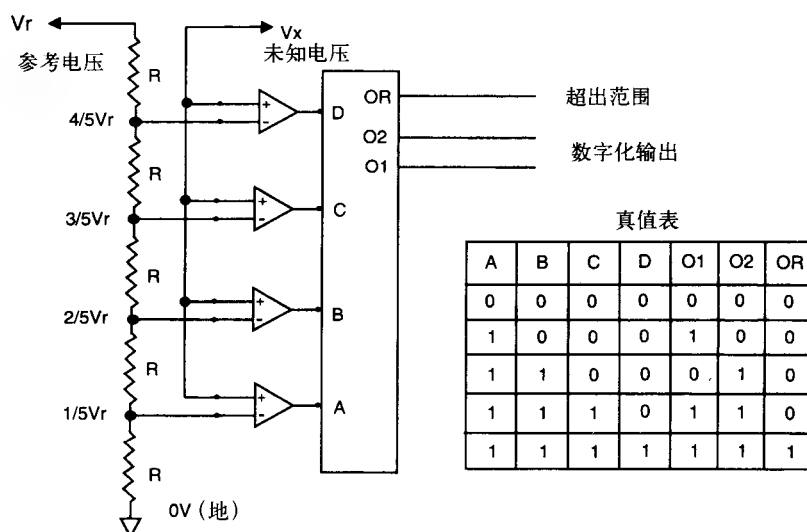 Vr
参考电压
Vx
未知电压
R
4/5Vr
R
3/5Vr
R
2/5Vr
R
1/5Vr
R
0V（地）
+
-
+
-
+
-
+
-
D
C
B
A
OR
O2
O1
超出范围
数字化输出
真值表
A B C D O1 O2 OR
0 0 0 0 0 0 0
1 0 0 0 1 0 0
1 1 0 0 0 1 0
1 1 1 0 1 1 0
1 1 1 1 1 1 1